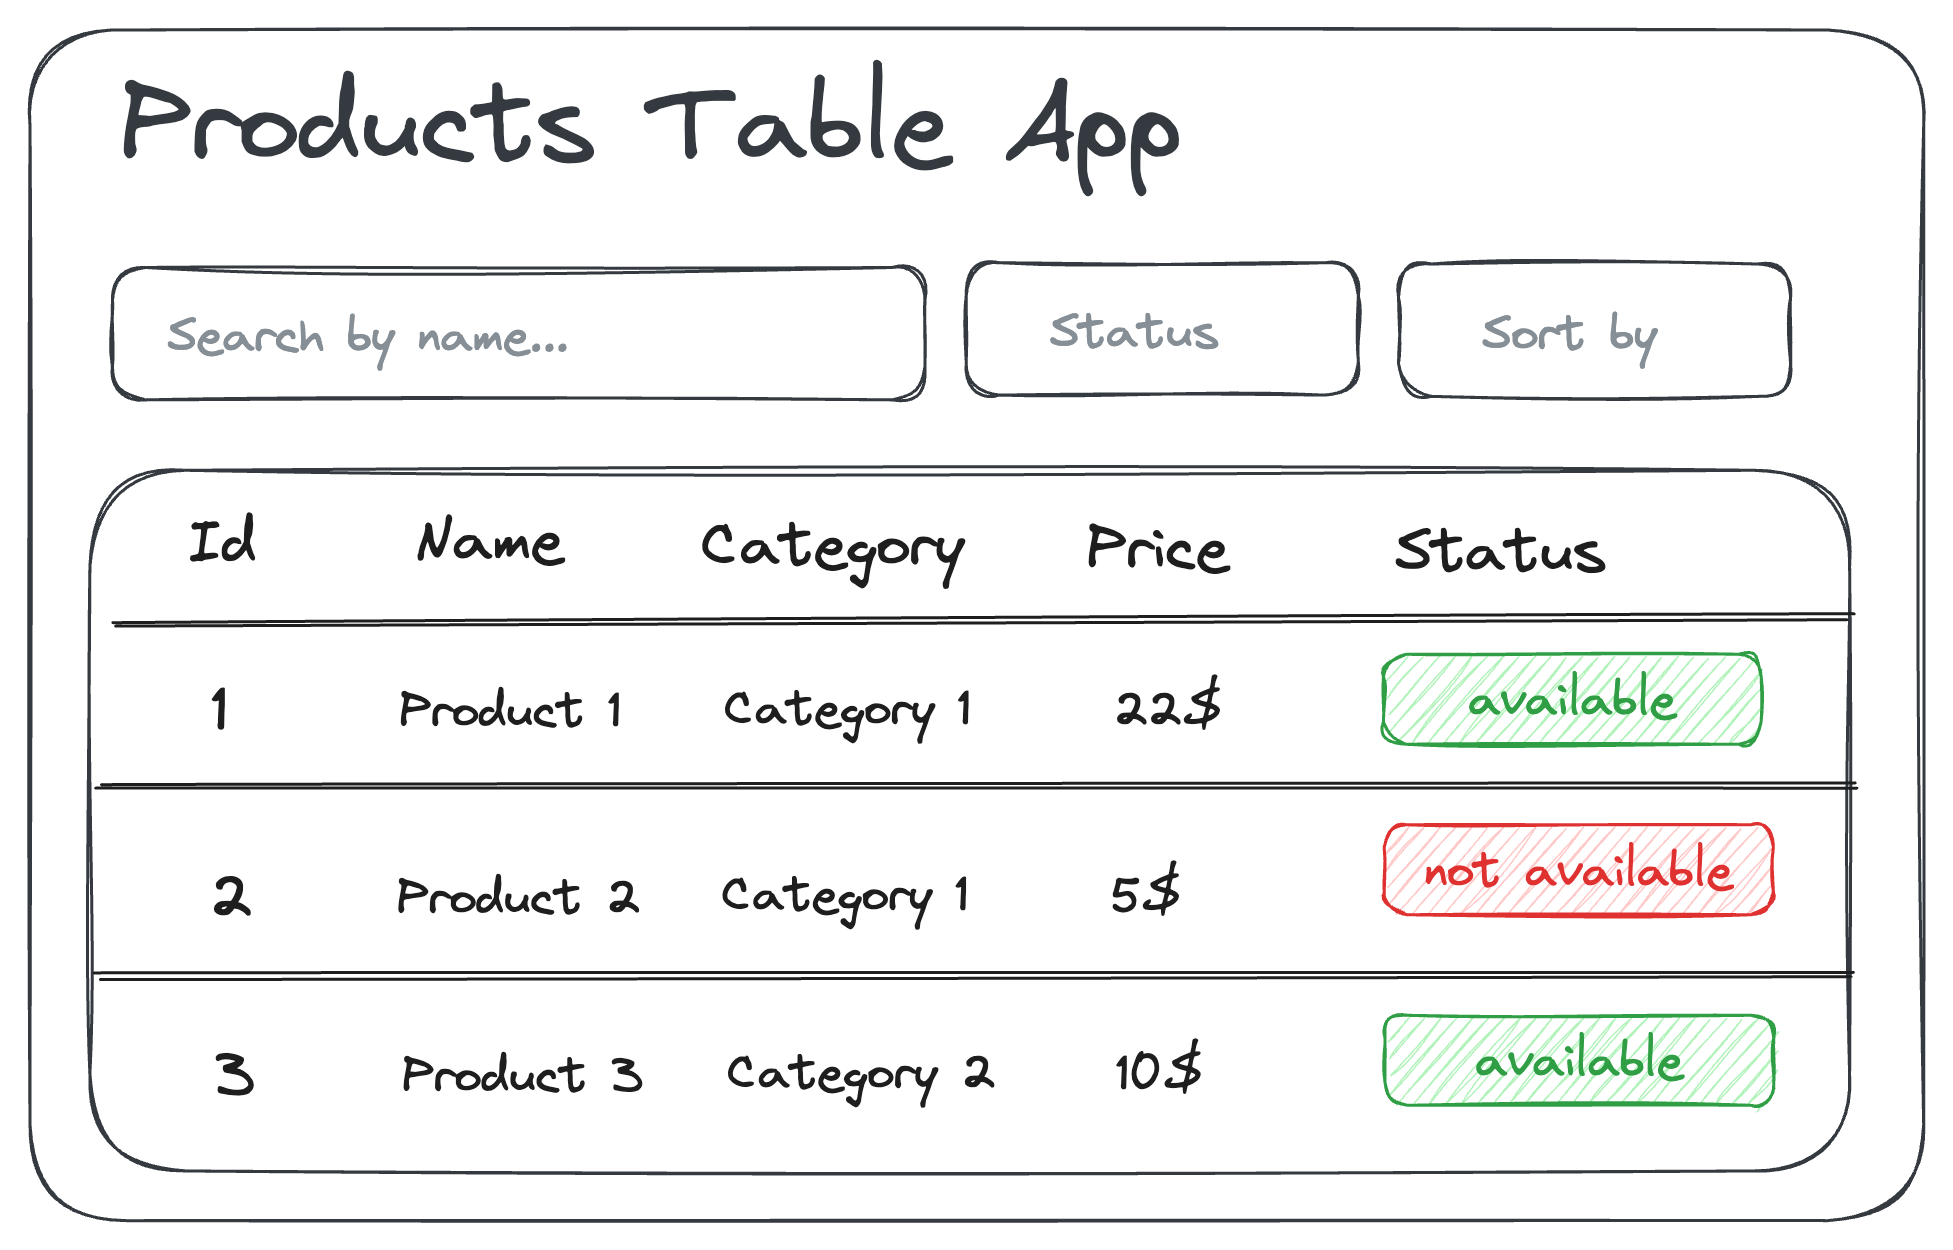 Products Table App
Search by name... Status Sort by
Id Name Category Price Status
1 Product 1 Category 1 22$ available
2 Product 2 Category 1 5$ not available
3 Product 3 Category 2 10$ available